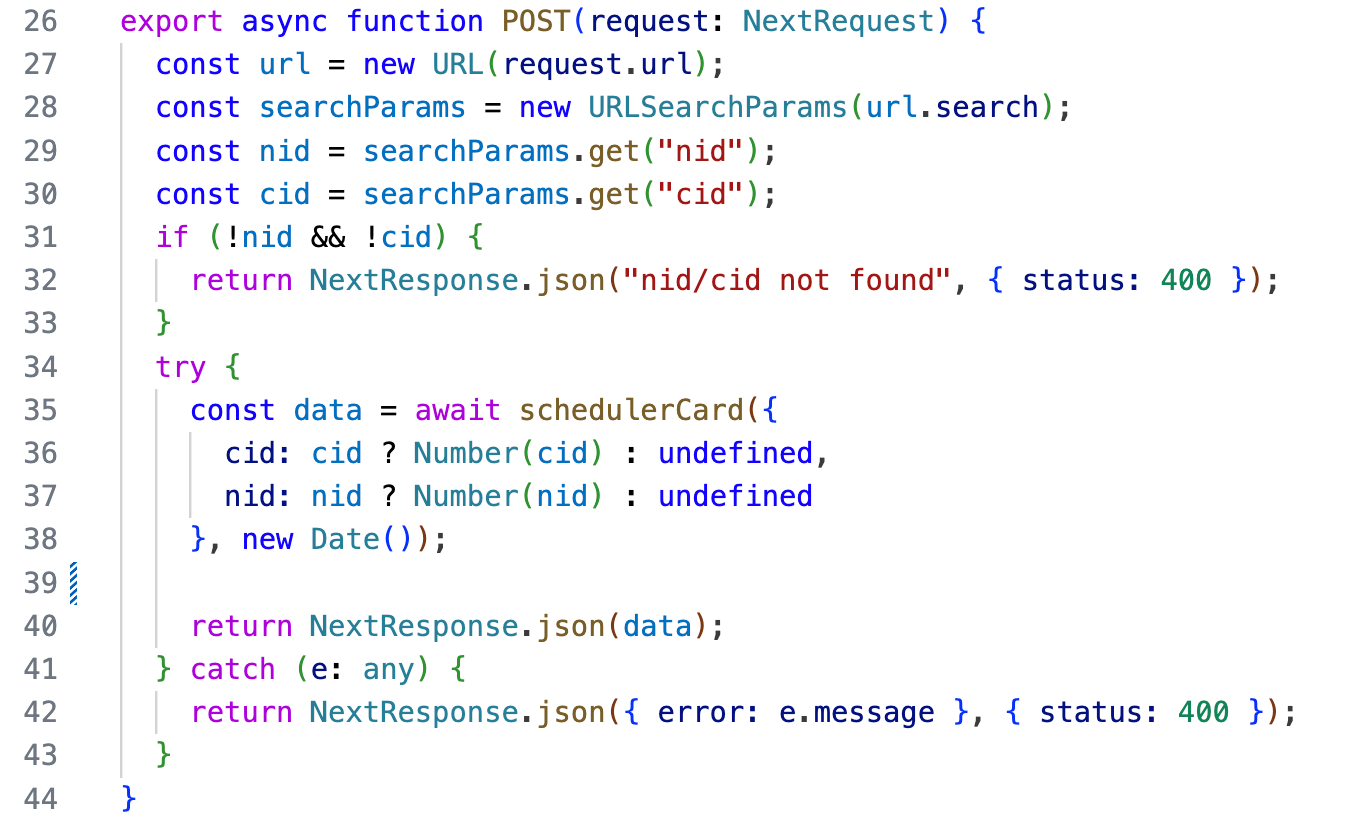 26 export async function POST(request: NextRequest) {
27 const url = new URL(request.url);
28 const searchParams = new URLSearchParams(url.search);
29 const nid = searchParams.get("nid");
30 const cid = searchParams.get("cid");
31 if (!nid && !cid) {
32 return NextResponse.json("nid/cid not found", { status: 400 });
33 }
34 try {
35 const data = await schedulerCard({
36 cid: cid ? Number(cid) : undefined,
37 nid: nid ? Number(nid) : undefined
38 }, new Date());
39
40 return NextResponse.json(data);
41 } catch (e: any) {
42 return NextResponse.json({ error: e.message }, { status: 400 });
43 }
44 }